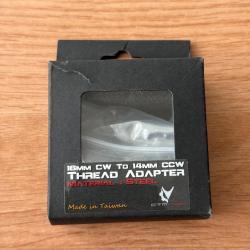 16mm CW To 14mm CCW
Thread Adapter
Material : Steel
Made in Taiwan